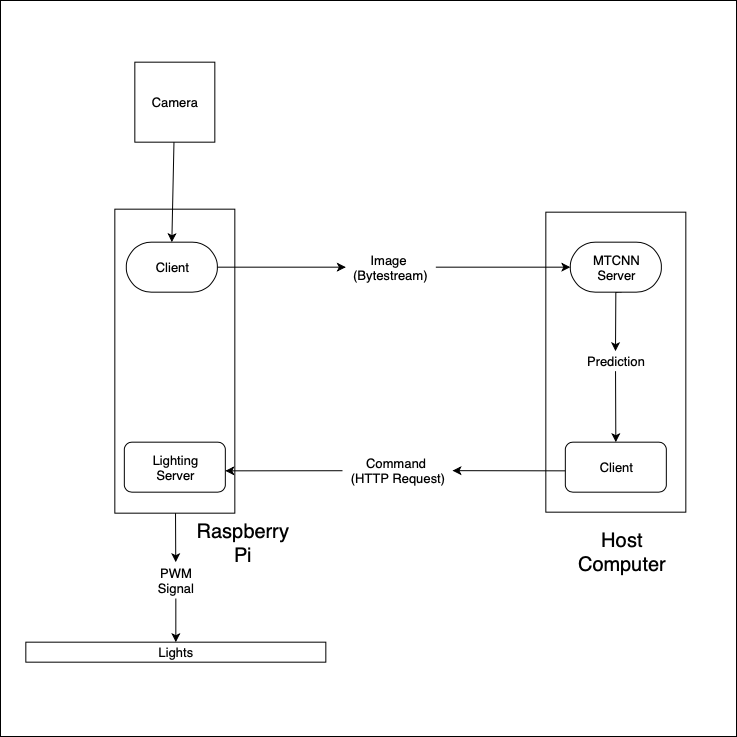 Camera
Client
Image
(Bytestream)
MTCNN
Server
Prediction
Lighting
Server
Command
(HTTP Request)
Client
Raspberry
Pi
Host
Computer
PWM
Signal
Lights